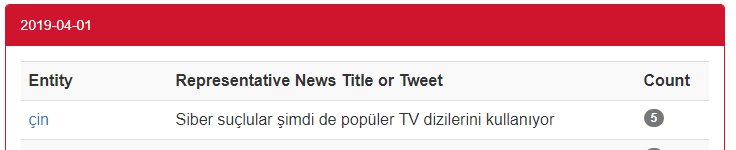 2019-04-01
Entity Representative News Title or Tweet Count
çin Siber suçlular şimdi de popüler TV dizilerini kullanıyor 5